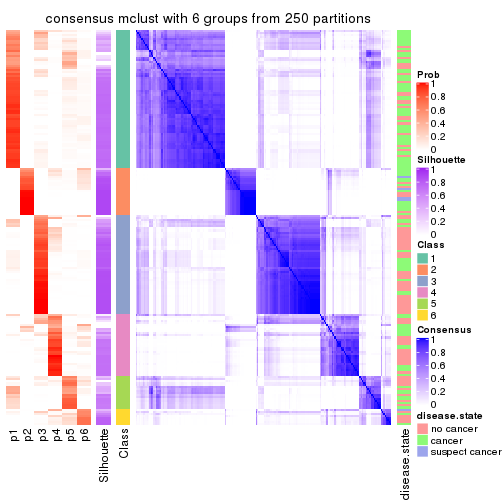 consensus mclust with 6 groups from 250 partitions
Prob
1
0.8
0.6
0.4
0.2
0
Silhouette
1
0.8
0.6
0.4
0.2
0
Class
1
2
3
4
5
6
Consensus
1
0.8
0.6
0.4
0.2
0
disease.state
no cancer
cancer
suspect cancer
p1
p2
p3
p4
p5
p6
Silhouette
Class
disease.state